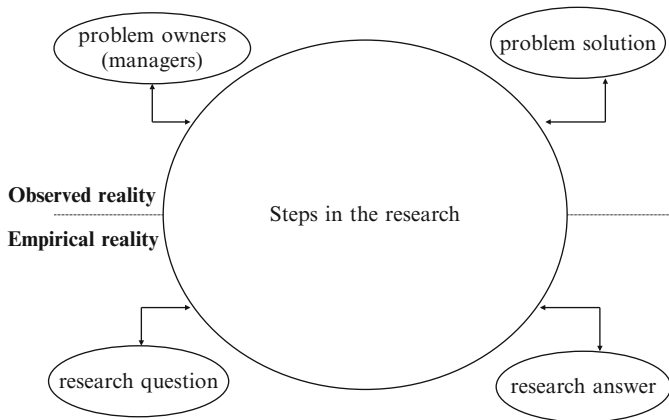 problem owners
(managers)
problem solution
Observed reality
Steps in the research
Empirical reality
research question
research answer